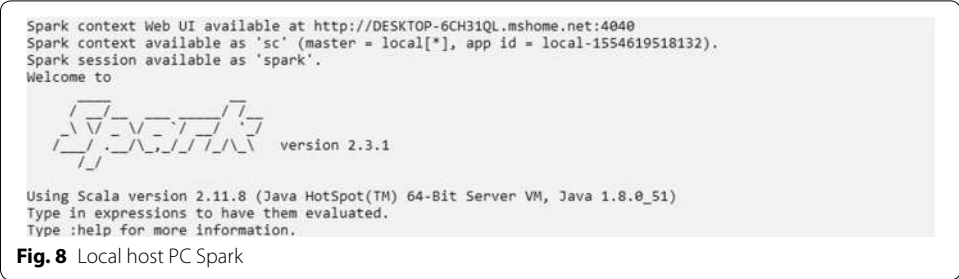 Spark context Web UI available at http://DESKTOP-6CH31QL.mshome.net:4040
Spark context available as 'sc' (master = local[*], app id = local-1554619518132).
Spark session available as 'spark'.
Welcome to
Spark version 2.3.1
Using Scala version 2.11.8 (Java HotSpot(TM) 64-Bit Server VM, Java 1.8.0_51)
Type in expressions to have them evaluated.
Type :help for more information.
Fig. 8 Local host PC Spark